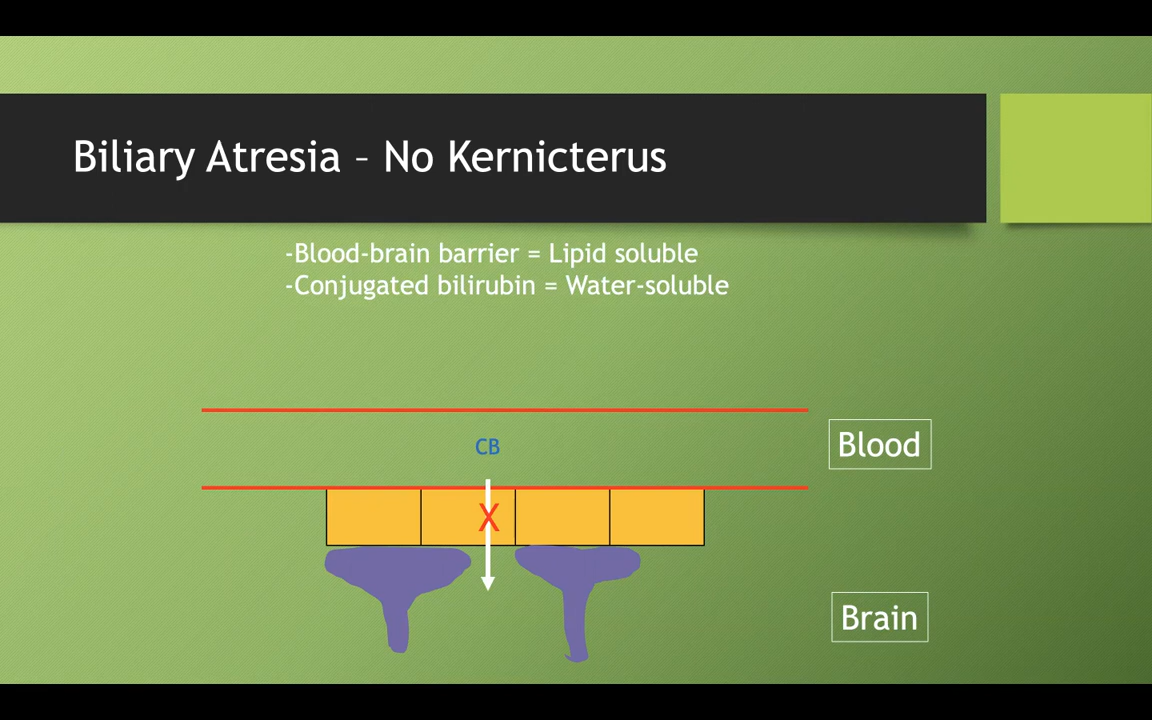 Biliary Atresia – No Kernicterus
-Blood-brain barrier = Lipid soluble
-Conjugated bilirubin = Water-soluble
CB
Blood
X
Brain